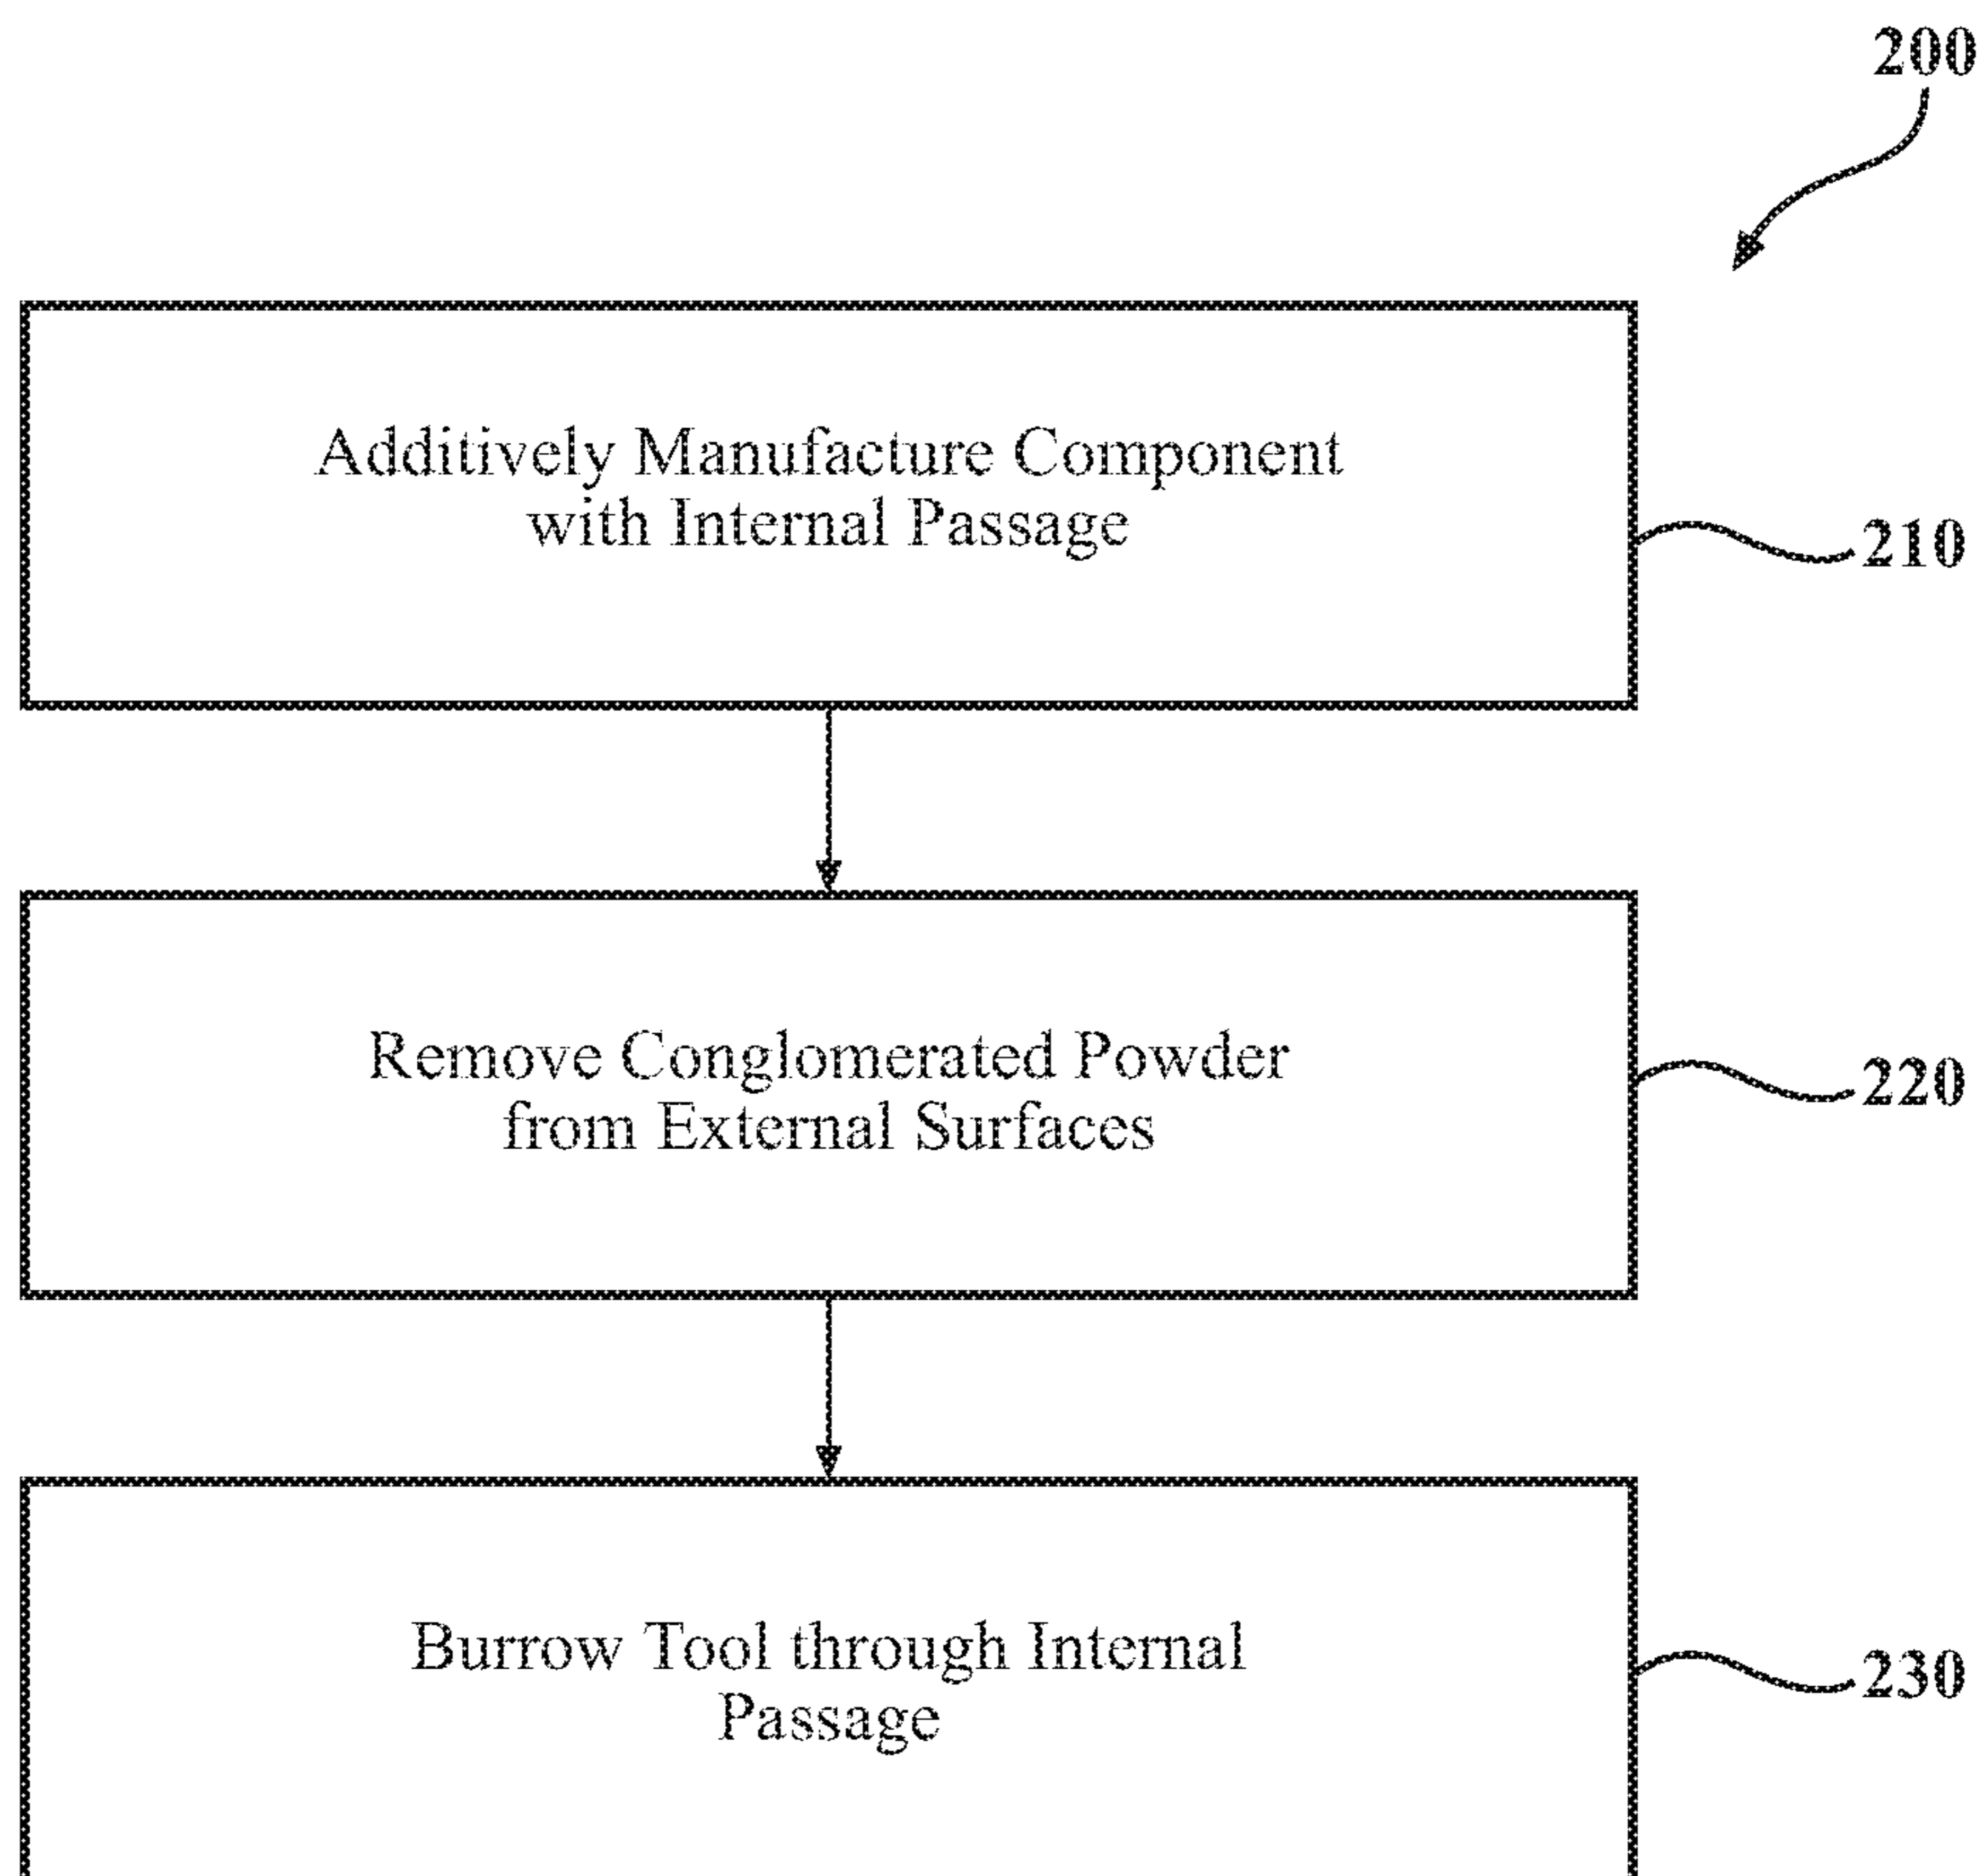 200
Additively Manufacture Component
with Internal Passage
210
Remove Conglomerated Powder
from External Surfaces
220
Burrow Tool through Internal
Passage
230